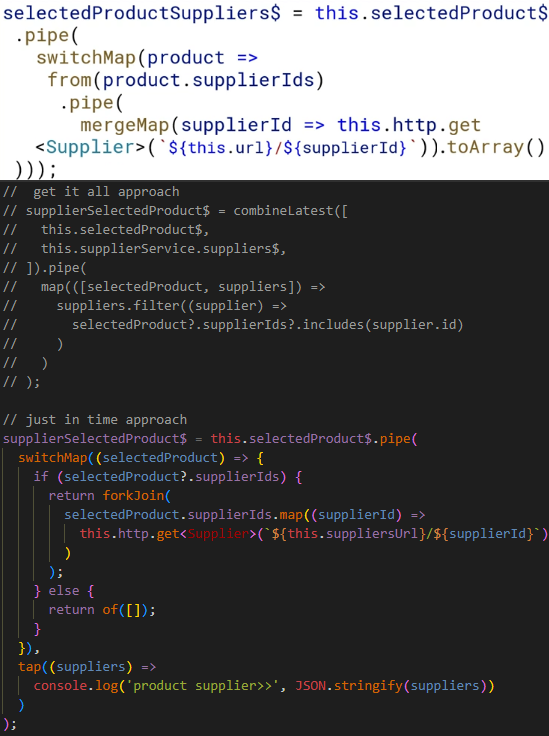 selectedProductSuppliers$ = this.selectedProduct$
.pipe(
switchMap(product =>
from(product.supplierIds)
.pipe(
mergeMap(supplierId => this.http.get
<Supplier>(`${this.url}/${supplierId}`)).toArray()
)));
//  get it all approach
// supplierSelectedProduct$ = combineLatest([
//   this.selectedProduct$,
//   this.supplierService.suppliers$,
// ]).pipe(
//   map(([selectedProduct, suppliers]) =>
//     suppliers.filter((supplier) =>
//       selectedProduct?.supplierIds?.includes(supplier.id)
//     )
//   )
// );
// just in time approach
supplierSelectedProduct$ = this.selectedProduct$.pipe(
switchMap((selectedProduct) => {
if (selectedProduct?.supplierIds) {
return forkJoin(
selectedProduct.supplierIds.map((supplierId) =>
this.http.get<Supplier>(`${this.suppliersUrl}/${supplierId}`)
)
);
} else {
return of([]);
}
}),
tap((suppliers) =>
console.log('product supplier>>', JSON.stringify(suppliers))
)
);